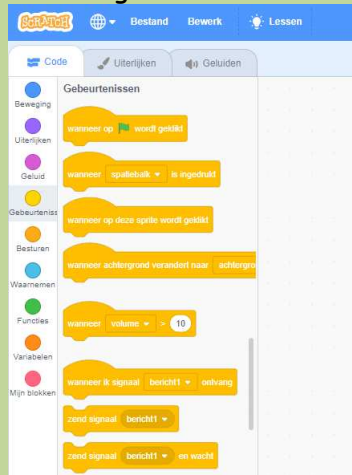 SCRATCH Bestand Bewerk Lessen
Code Uiterlijken Geluiden
Gebeurtenissen
Beweging
Uiterlijken
Geluid
Gebeurteniss
Besturen
Waarnemen
Functies
Variabelen
Mijn blokken
wanneer op wordt geklikt
wanneer spatiebalk is ingedrukt
wanneer op deze sprite wordt geklikt
wanneer achtergrond verandert naar achtergro
wanneer volume > 10
wanneer ik signaal bericht1 ontvang
zend signaal bericht1
zend signaal bericht1 en wacht